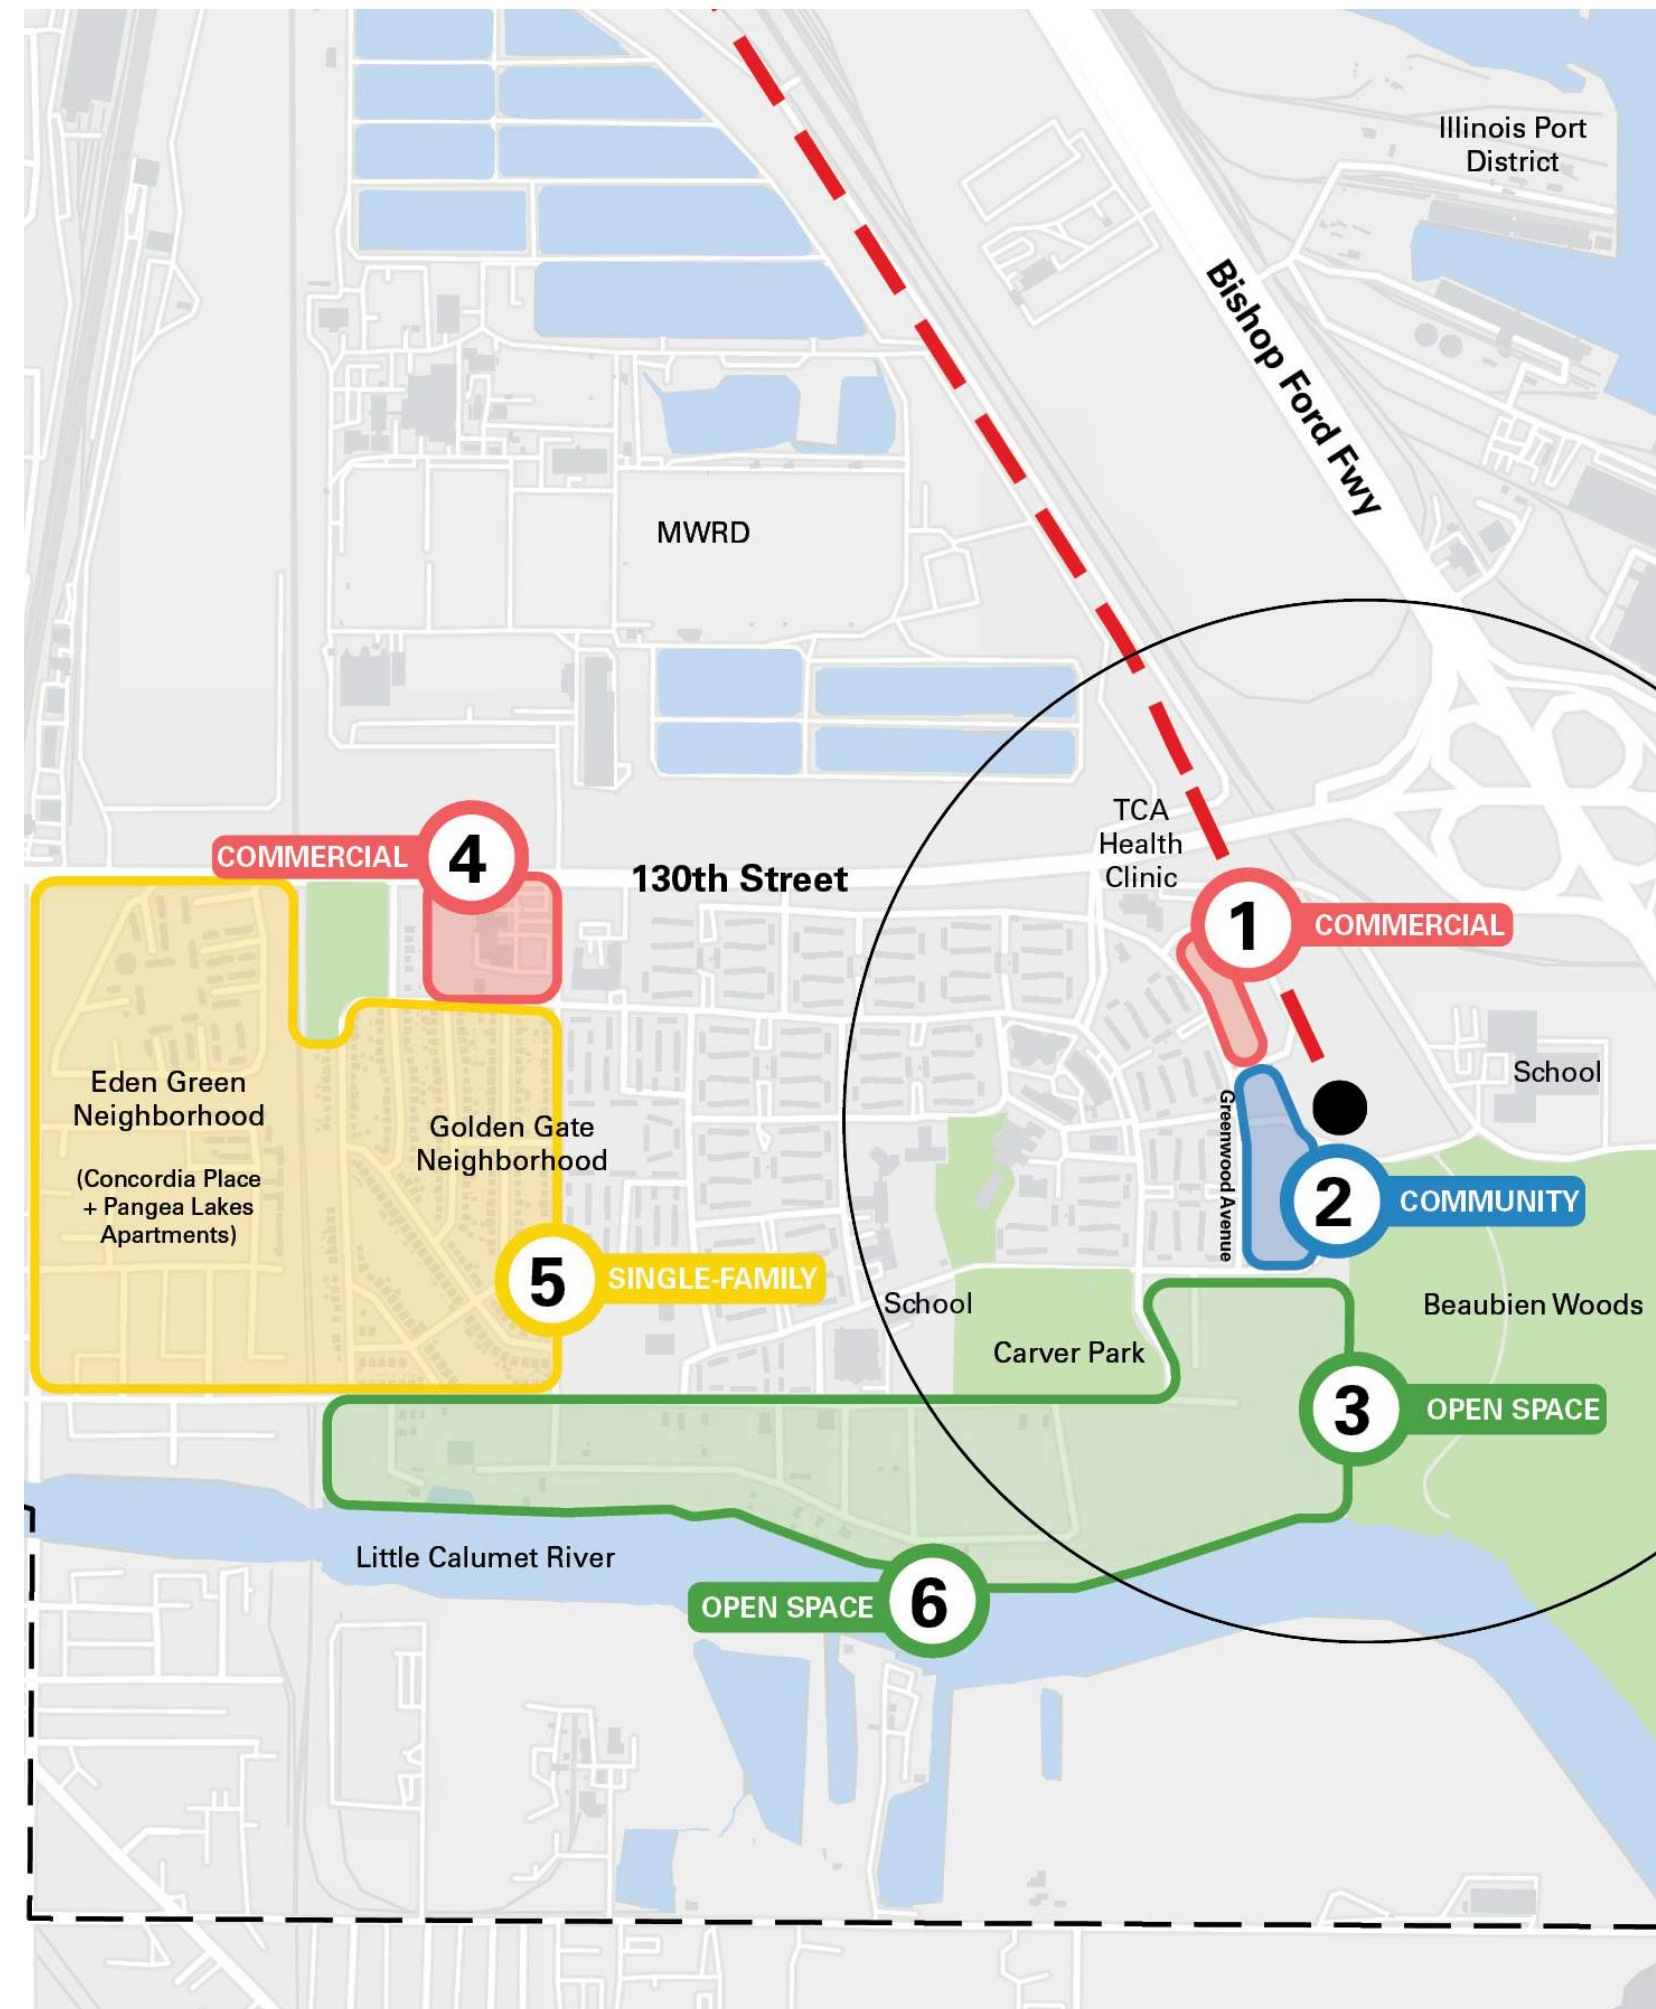 Illinois Port
District
Bishop Ford Fwy
MWRD
TCA
Health
Clinic
COMMERCIAL
4
130th Street
1
COMMERCIAL
School
Eden Green
Neighborhood
(Concordia Place
+ Pangea Lakes
Apartments)
Golden Gate
Neighborhood
Greenwood Avenue
2
COMMUNITY
5
SINGLE-FAMILY
School
Beaubien Woods
Carver Park
3
OPEN SPACE
Little Calumet River
OPEN SPACE
6